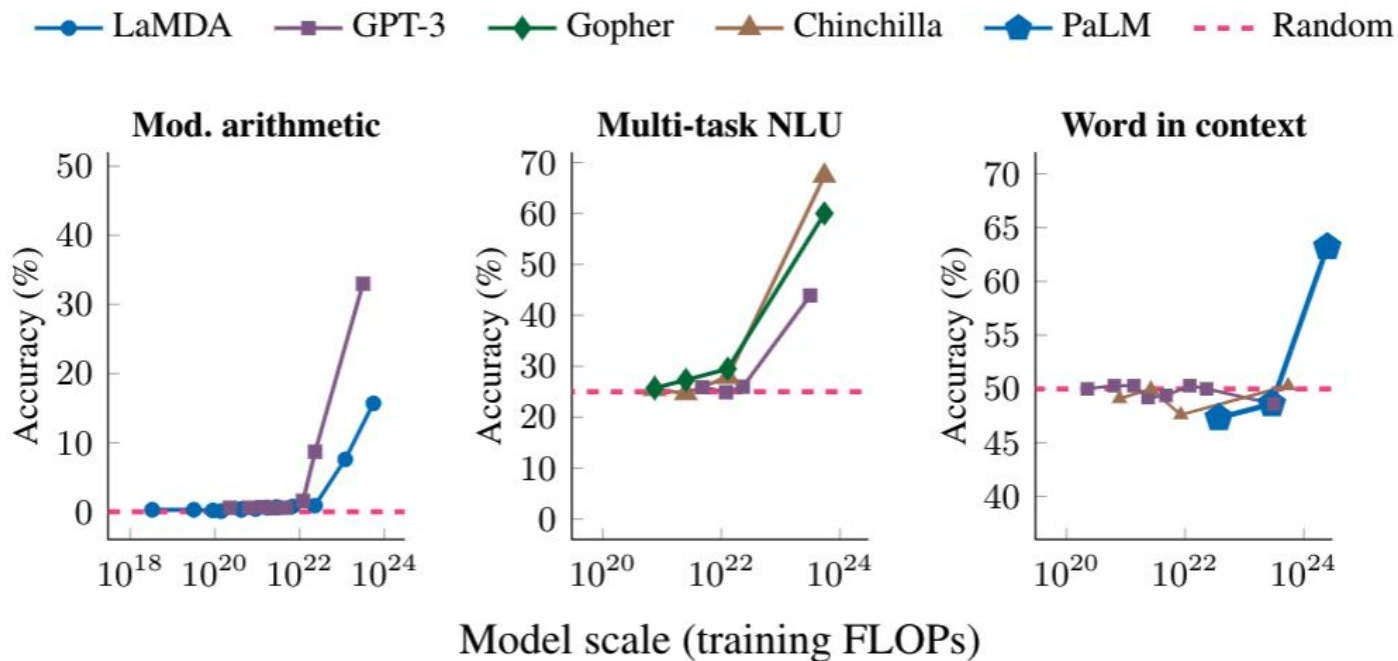 LaMDA GPT-3 Gopher Chinchilla PaLM Random
Mod. arithmetic
Accuracy (%)
50
40
30
20
10
0
10^18 10^20 10^22 10^24
Multi-task NLU
Accuracy (%)
70
60
50
40
30
20
10
0
10^20 10^22 10^24
Word in context
Accuracy (%)
70
65
60
55
50
45
40
10^20 10^22 10^24
Model scale (training FLOPs)